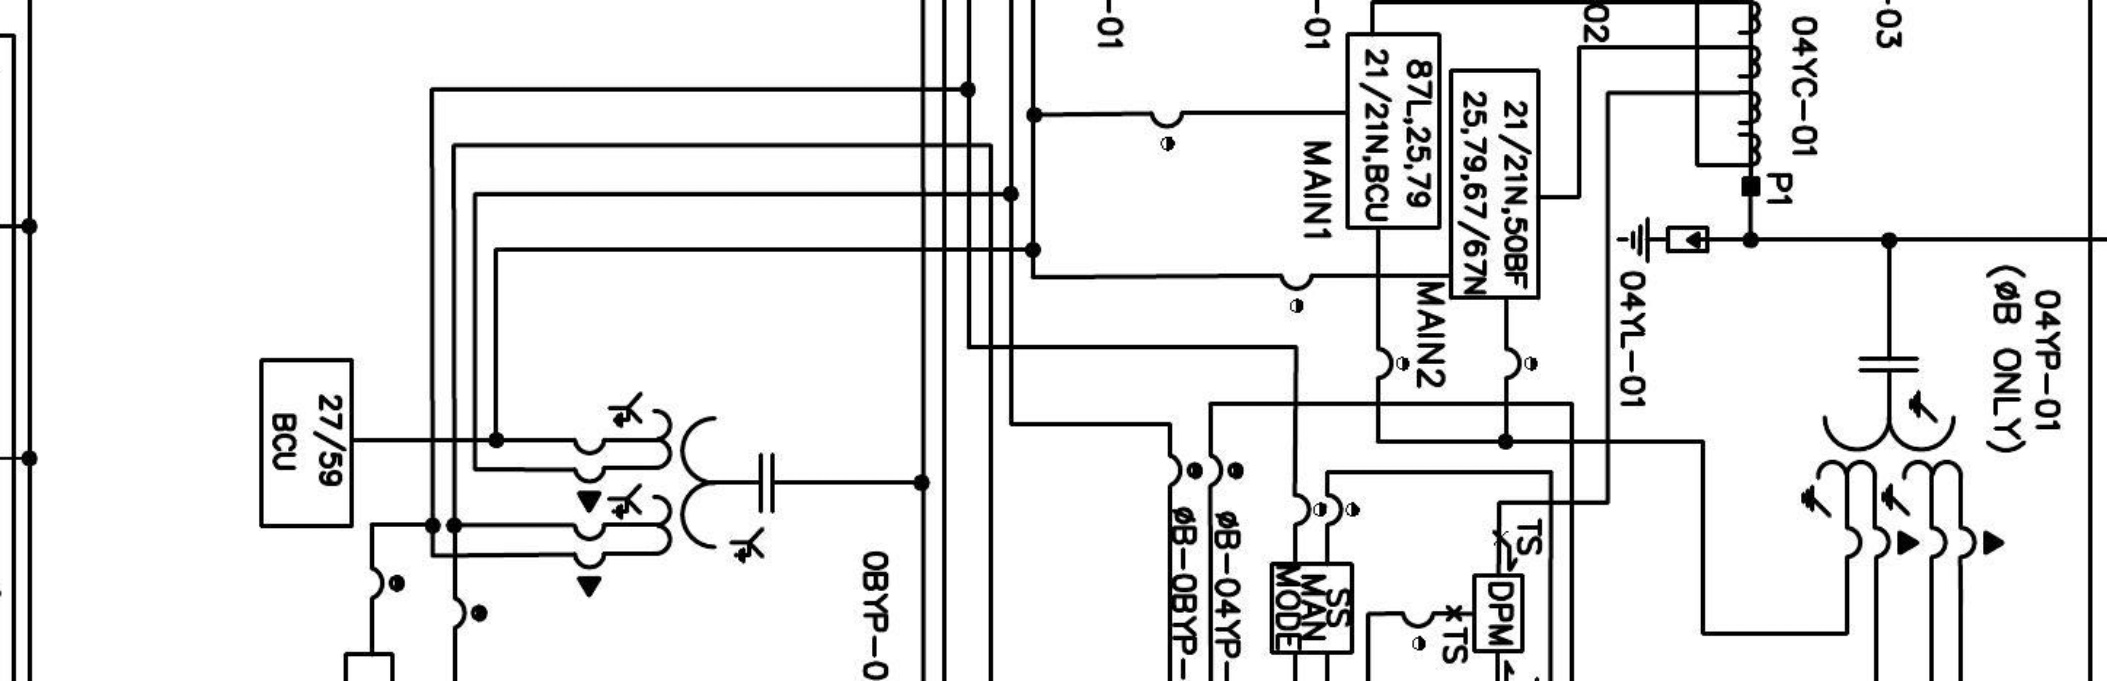 -01
-01
02
04YC-01
-03
87L,25,79
21/21N,BCU
21/21N,50BF
25,79,67/67N
P1
MAIN1
MAIN2
04YL-01
04YP-01
(ØB ONLY)
27/59
BCU
0BYP-0
ØB-0BYP-
ØB-04YP-
SS
MAN
MODE
TS
DPM
TS